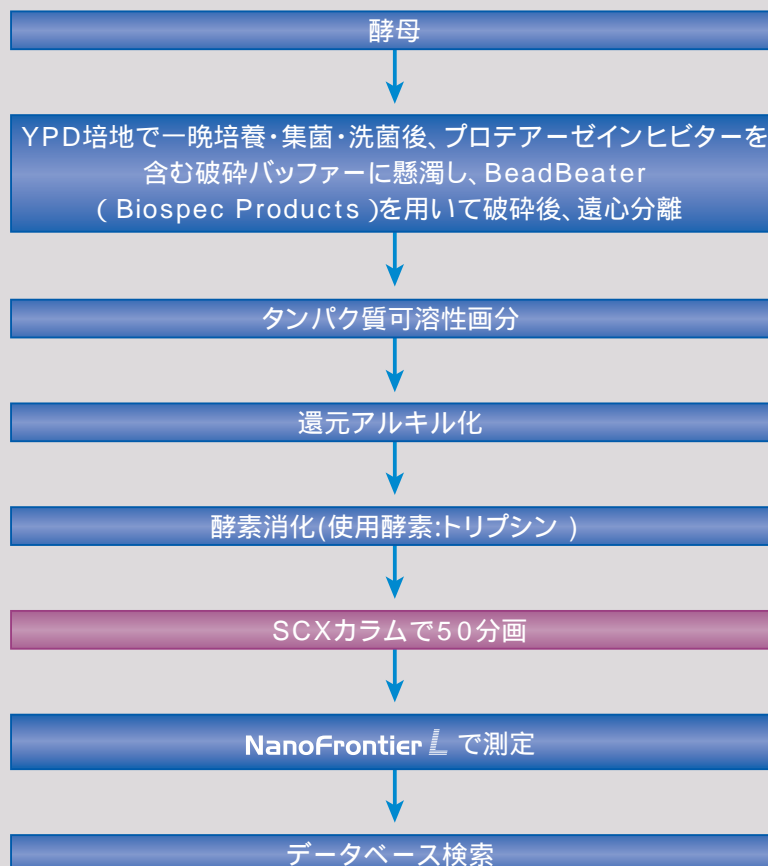 酵母
YPD培地で一晩培養・集菌・洗菌後、プロテアーゼインヒビターを
含む破砕バッファーに懸濁し、BeadBeater
(Biospec Products)を用いて破砕後、遠心分離
タンパク質可溶性画分
還元アルキル化
酵素消化(使用酵素:トリプシン )
SCXカラムで50分画
NanoFrontier L で測定
データベース検索